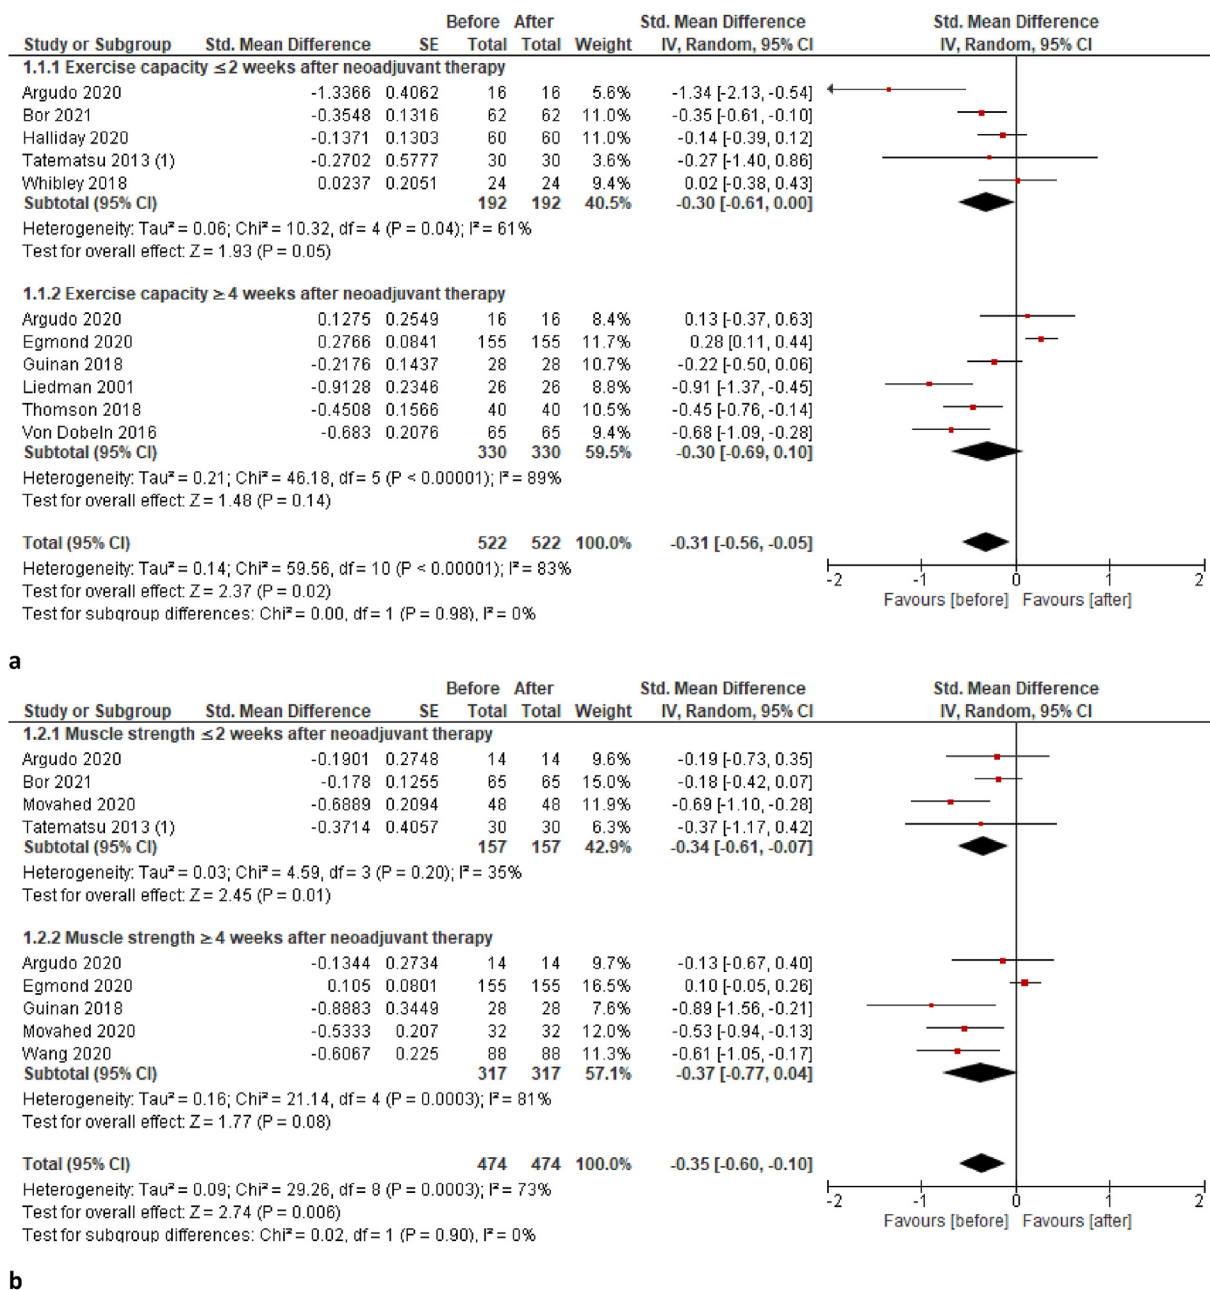 Before After Std. Mean Difference Std. Mean Difference
Study or Subgroup Std. Mean Difference SE Total Total Weight IV, Random, 95% CI IV, Random, 95% CI
1.1.1 Exercise capacity ≤2 weeks after neoadjuvant therapy
Argudo 2020 -1.3366 0.4062 16 16 5.6% -1.34 [-2.13, -0.54]
Bor 2021 -0.3548 0.1316 62 62 11.0% -0.35 [-0.61, -0.10]
Halliday 2020 -0.1371 0.1303 60 60 11.0% -0.14 [-0.39, 0.12]
Tatematsu 2013 (1) -0.2702 0.5777 30 30 3.6% -0.27 [-1.40, 0.86]
Whibley 2018 0.0237 0.2051 24 24 9.4% 0.02 [-0.38, 0.43]
Subtotal (95% CI) 192 192 40.5% -0.30 [-0.61, 0.00]
Heterogeneity: Tau² = 0.06; Chi² = 10.32, df = 4 (P = 0.04); I² = 61%
Test for overall effect: Z = 1.93 (P = 0.05)
1.1.2 Exercise capacity ≥ 4 weeks after neoadjuvant therapy
Argudo 2020 0.1275 0.2549 16 16 8.4% 0.13 [-0.37, 0.63]
Egmond 2020 0.2766 0.0841 155 155 11.7% 0.28 [0.11, 0.44]
Guinan 2018 -0.2176 0.1437 28 28 10.7% -0.22 [-0.50, 0.06]
Liedman 2001 -0.9128 0.2346 26 26 8.8% -0.91 [-1.37, -0.45]
Thomson 2018 -0.4508 0.1566 40 40 10.5% -0.45 [-0.76, -0.14]
Von Dobeln 2016 -0.683 0.2076 65 65 9.4% -0.68 [-1.09, -0.28]
Subtotal (95% CI) 330 330 59.5% -0.30 [-0.69, 0.10]
Heterogeneity: Tau² = 0.21; Chi² = 46.18, df = 5 (P < 0.00001); I² = 89%
Test for overall effect: Z = 1.48 (P = 0.14)
Total (95% CI) 522 522 100.0% -0.31 [-0.56, -0.05]
Heterogeneity: Tau² = 0.14; Chi² = 59.56, df = 10 (P < 0.00001); I² = 83%
Test for overall effect: Z = 2.37 (P = 0.02)
Test for subgroup differences: Chi² = 0.00, df = 1 (P = 0.98), I² = 0%
-2 -1 0 1 2
Favours [before] Favours [after]
a
Before After Std. Mean Difference Std. Mean Difference
Study or Subgroup Std. Mean Difference SE Total Total Weight IV, Random, 95% CI IV, Random, 95% CI
1.2.1 Muscle strength ≤2 weeks after neoadjuvant therapy
Argudo 2020 -0.1901 0.2748 14 14 9.6% -0.19 [-0.73, 0.35]
Bor 2021 -0.178 0.1255 65 65 15.0% -0.18 [-0.42, 0.07]
Movahed 2020 -0.6889 0.2094 48 48 11.9% -0.69 [-1.10, -0.28]
Tatematsu 2013 (1) -0.3714 0.4057 30 30 6.3% -0.37 [-1.17, 0.42]
Subtotal (95% CI) 157 157 42.9% -0.34 [-0.61, -0.07]
Heterogeneity: Tau² = 0.03; Chi² = 4.59, df = 3 (P = 0.20); I² = 35%
Test for overall effect: Z = 2.45 (P = 0.01)
1.2.2 Muscle strength ≥ 4 weeks after neoadjuvant therapy
Argudo 2020 -0.1344 0.2734 14 14 9.7% -0.13 [-0.67, 0.40]
Egmond 2020 0.105 0.0801 155 155 16.5% 0.10 [-0.05, 0.26]
Guinan 2018 -0.8883 0.3449 28 28 7.6% -0.89 [-1.56, -0.21]
Movahed 2020 -0.5333 0.207 32 32 12.0% -0.53 [-0.94, -0.13]
Wang 2020 -0.6067 0.225 88 88 11.3% -0.61 [-1.05, -0.17]
Subtotal (95% CI) 317 317 57.1% -0.37 [-0.77, 0.04]
Heterogeneity: Tau² = 0.16; Chi² = 21.14, df = 4 (P = 0.0003); I² = 81%
Test for overall effect: Z = 1.77 (P = 0.08)
Total (95% CI) 474 474 100.0% -0.35 [-0.60, -0.10]
Heterogeneity: Tau² = 0.09; Chi² = 29.26, df = 8 (P = 0.0003); I² = 73%
Test for overall effect: Z = 2.74 (P = 0.006)
Test for subgroup differences: Chi² = 0.02, df = 1 (P = 0.90), I² = 0%
-2 -1 0 1 2
Favours [before] Favours [after]
b